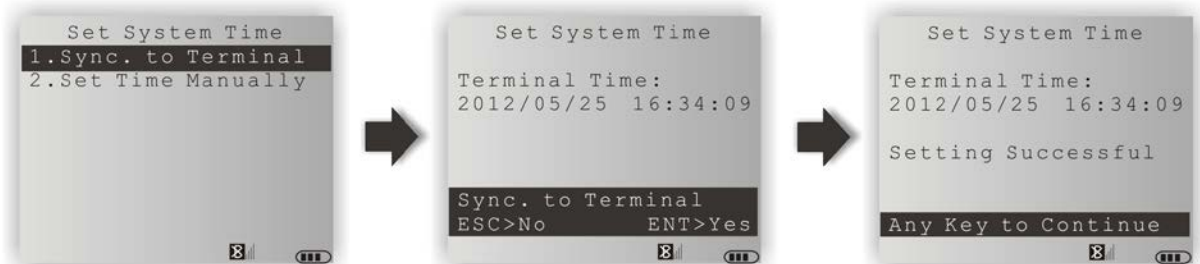 Set System Time
1.Sync. to Terminal
2.Set Time Manually
Set System Time
Terminal Time:
2012/05/25 16:34:09
Sync. to Terminal
ESC>No ENT>Yes
Set System Time
Terminal Time:
2012/05/25 16:34:09
Setting Successful
Any Key to Continue